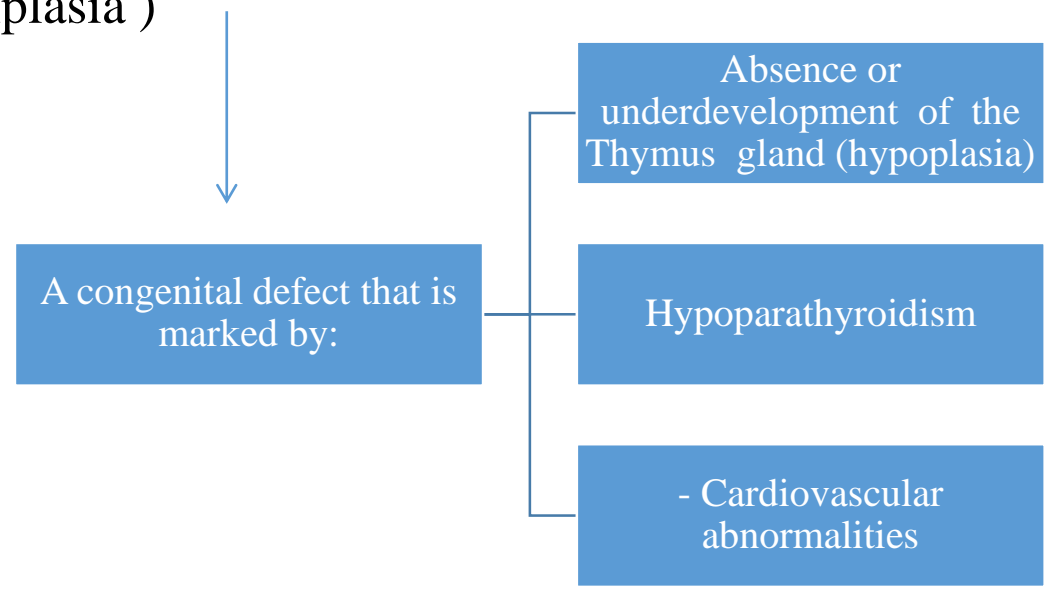 plasia )
Absence or
underdevelopment of the
Thymus gland (hypoplasia)
A congenital defect that is
marked by:
Hypoparathyroidism
- Cardiovascular
abnormalities